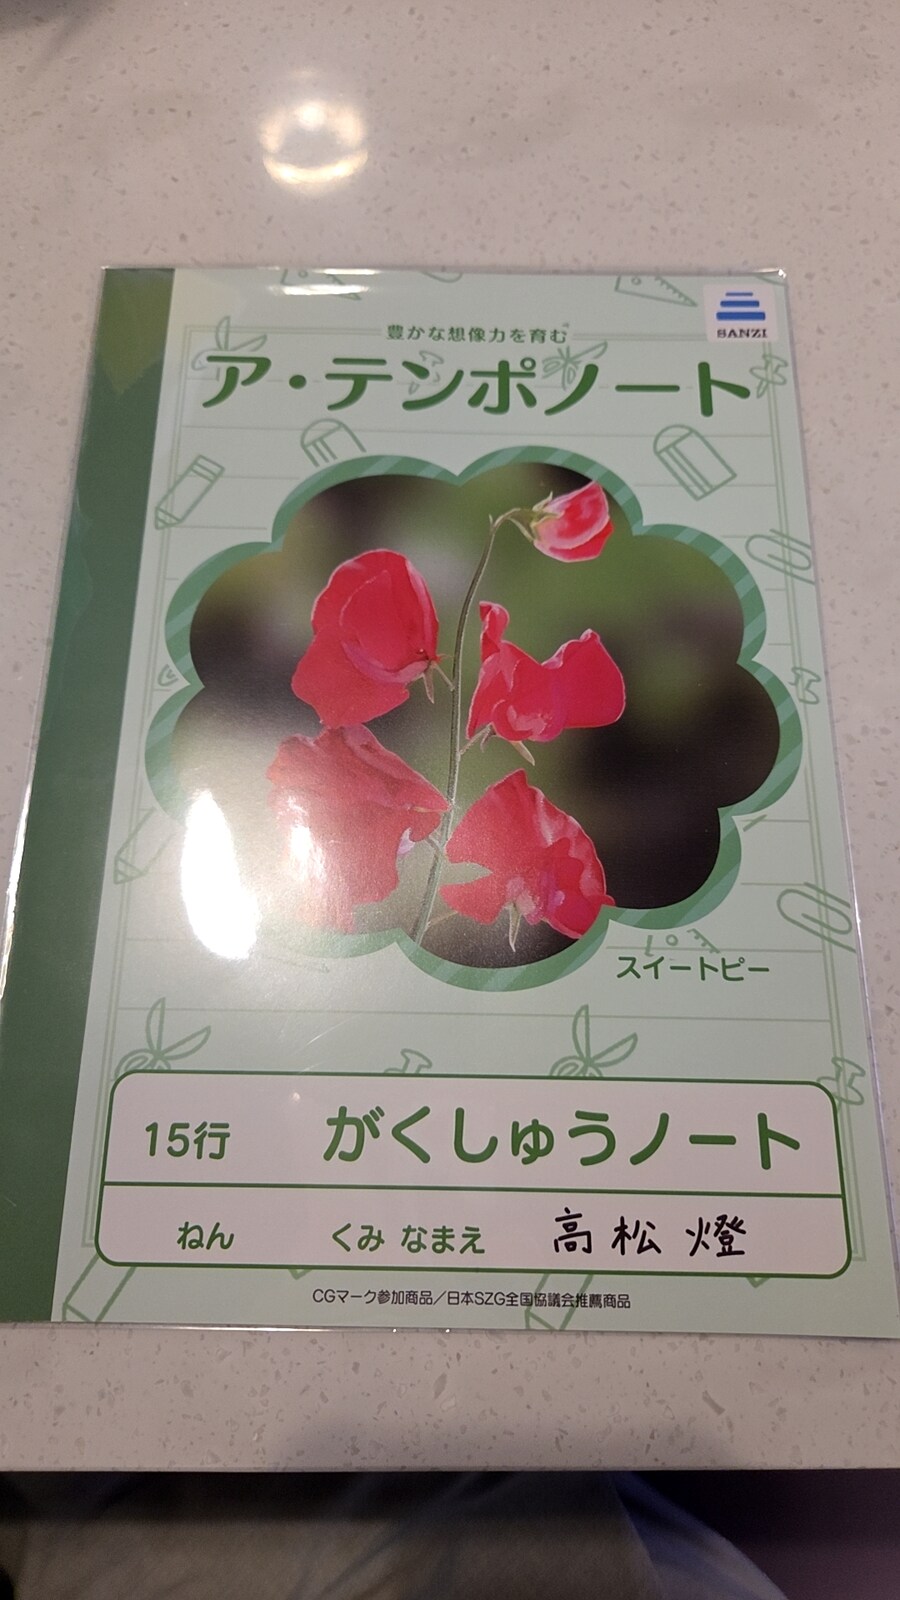 SANZI
豊かな想像力を育む
ア・テンポノート
スイートピー
15行 がくしゅうノート
ねん くみ なまえ 高松 燈
CGマーク参加商品／日本SZG全国協議会推薦商品